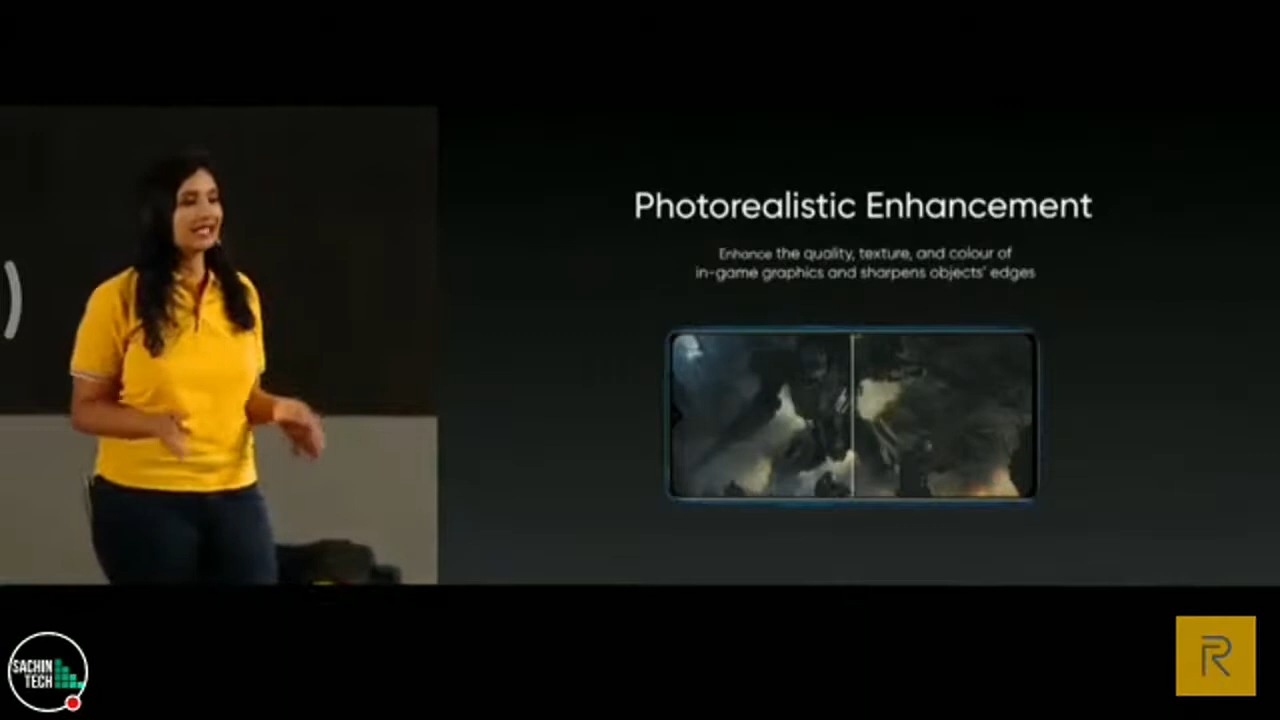 Photorealistic Enhancement
Enhance the quality, texture, and colour of
in-game graphics and sharpens objects' edges
SACHIN
TECH
R